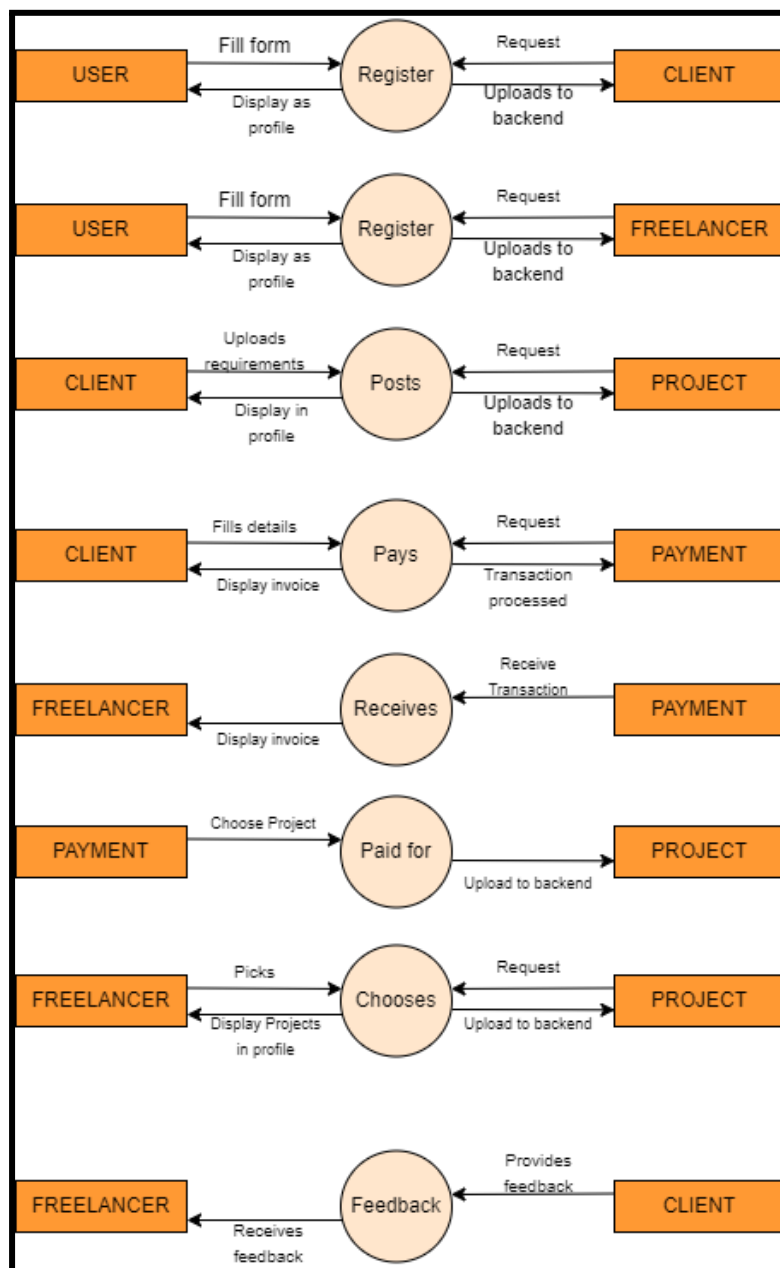 Fill form
Request
USER
Register
CLIENT
Display as
profile
Uploads to
backend
Fill form
Request
USER
Register
FREELANCER
Display as
profile
Uploads to
backend
Uploads
requirements
Request
CLIENT
Posts
PROJECT
Display in
profile
Uploads to
backend
Fills details
Request
CLIENT
Pays
PAYMENT
Display invoice
Transaction
processed
Receive
Transaction
FREELANCER
Receives
PAYMENT
Display invoice
Choose Project
PAYMENT
Paid for
PROJECT
Upload to backend
Picks
Request
FREELANCER
Chooses
PROJECT
Display Projects
in profile
Upload to backend
Provides
feedback
FREELANCER
Feedback
CLIENT
Receives
feedback